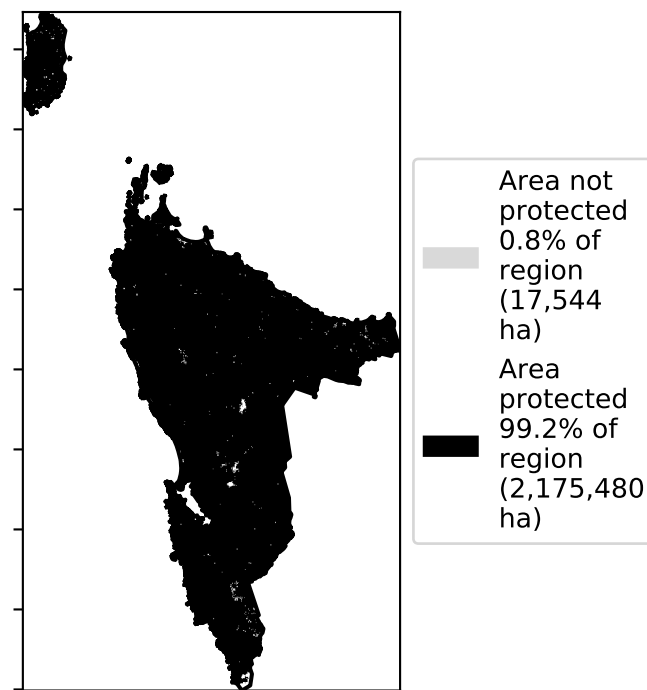 Area not
protected
0.8% of
region
(17,544
ha)
Area
protected
99.2% of
region
(2,175,480
ha)